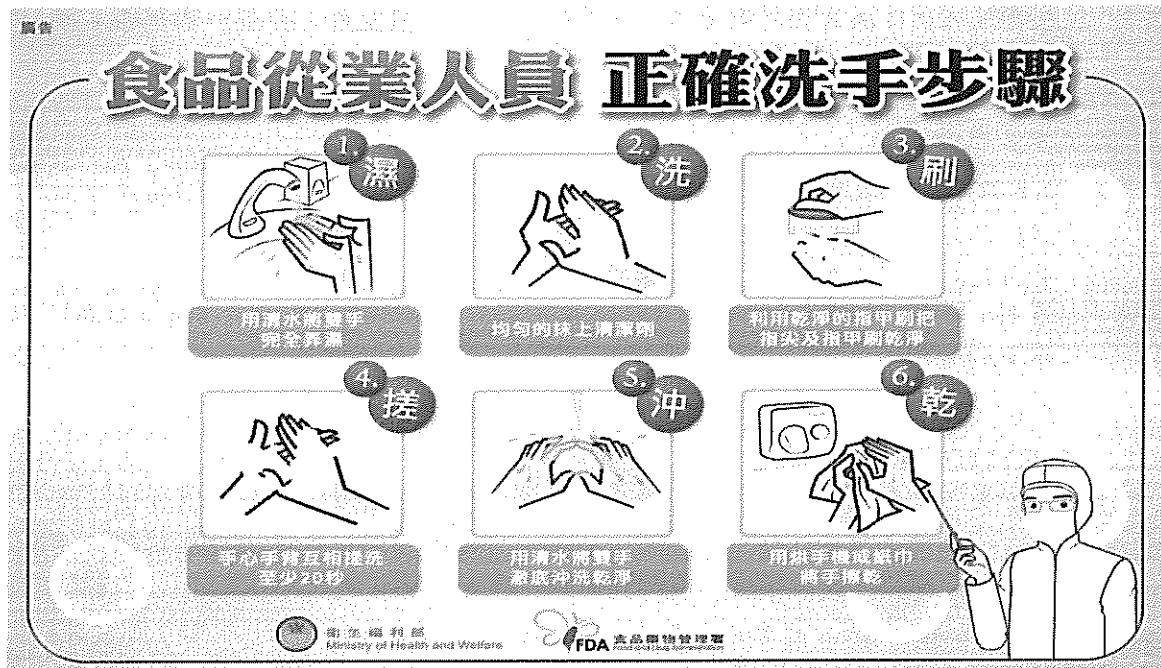 廣告
食品從業人員 正確洗手步驟
1. 濕
用清水將雙手
完全弄濕
2. 洗
均勻的抹上清潔劑
3. 刷
利用乾淨的指甲刷把
指尖及指甲刷乾淨
4. 搓
手心手背互相搓洗
至少20秒
5. 沖
用清水將雙手
徹底沖洗乾淨
6. 乾
用烘手機或紙巾
將手擦乾
衛生福利部
Ministry of Health and Welfare
FDA 食品藥物管理署